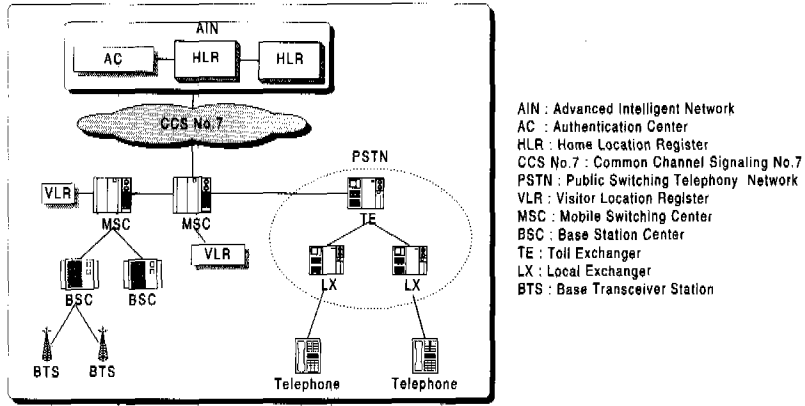 AIN
AC HLR HLR
CCS No.7
PSTN
VLR
MSC MSC TE
VLR
BSC BSC LX LX
BTS BTS Telephone Telephone
AIN : Advanced Intelligent Network
AC : Authentication Center
HLR : Home Location Register
CCS No.7 : Common Channel Signaling No.7
PSTN : Public Switching Telephony Network
VLR : Visitor Location Register
MSC : Mobile Switching Center
BSC : Base Station Center
TE : Toll Exchanger
LX : Local Exchanger
BTS : Base Transceiver Station